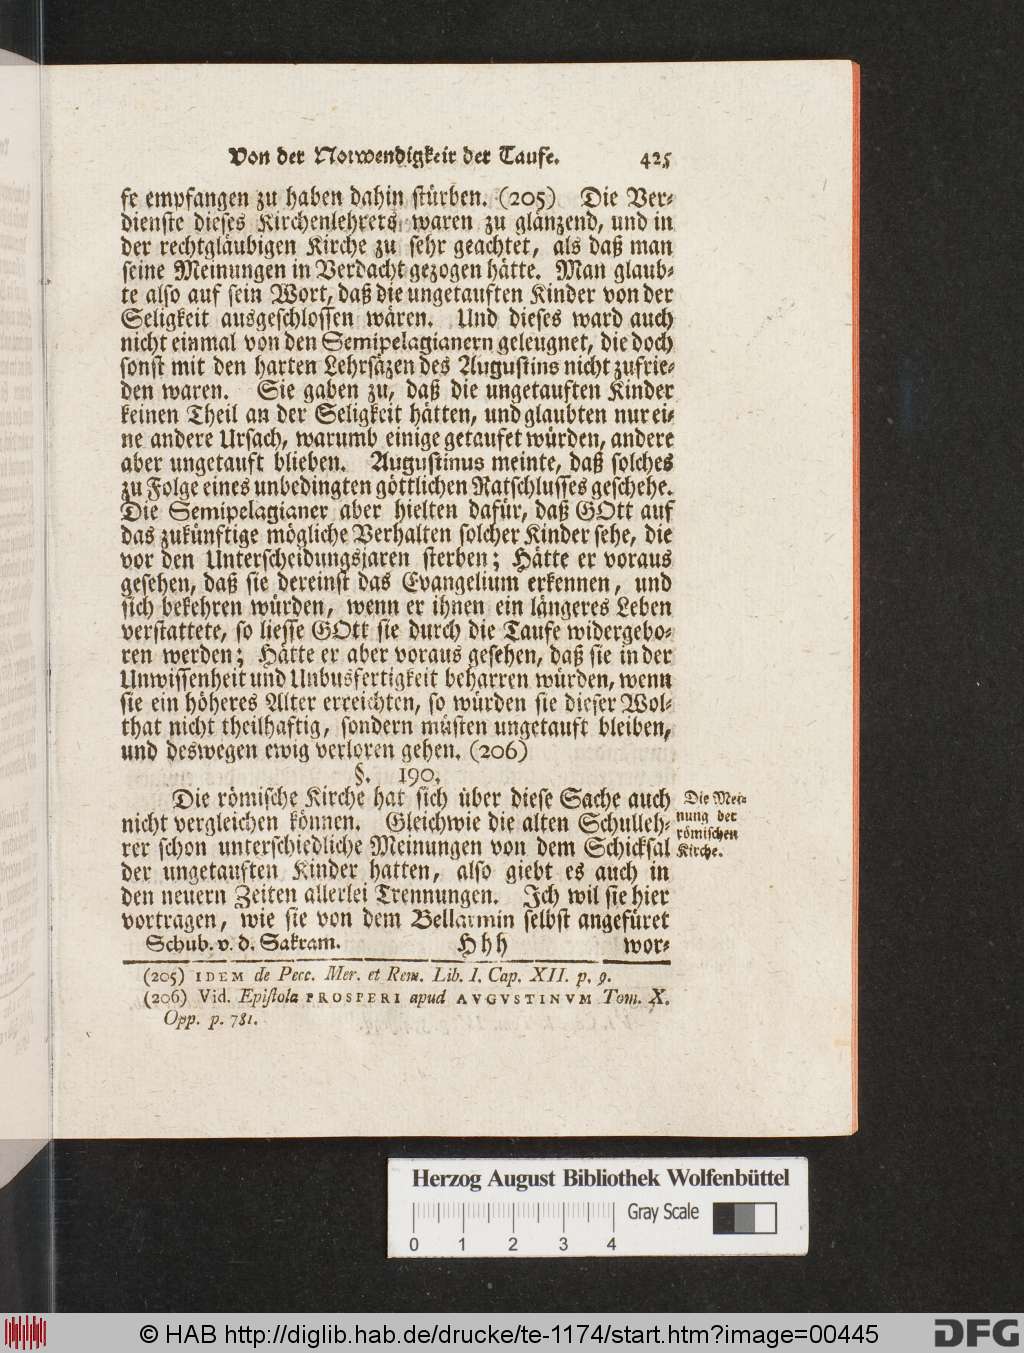 Von der Notwendigkeit der Taufe. 425
fe empfangen zu haben dahin stürben. (205) Die Ver-
dienste dieses Kirchenlehrers waren zu glänzend, und in
der rechtgläubigen Kirche zu sehr geachtet, als daß man
seine Meinungen in Verdacht gezogen hätte. Man glaub-
te also auf sein Wort, daß die ungetauften Kinder von der
Seligkeit ausgeschlossen wären. Und dieses ward auch
nicht einmal von den Semipelagianern geleugnet, die doch
sonst mit den harten Lehrsäzen des Augustins nicht zufrie-
den waren. Sie gaben zu, daß die ungetauften Kinder
keinen Theil an der Seligkeit hätten, und glaubten nur ei-
ne andere Ursach, warumb einige getaufet würden, andere
aber ungetauft blieben. Augustinus meinte, daß solches
zu Folge eines unbedingten göttlichen Ratschlusses geschehe.
Die Semipelagianer aber hielten dafür, daß GOtt auf
das zukünftige mögliche Verhalten solcher Kinder sehe, die
vor den Unterscheidungsjaren sterben; Hätte er voraus
gesehen, daß sie dereinst das Evangelium erkennen, und
sich bekehren würden, wenn er ihnen ein längeres Leben
verstattete, so liesse GOtt sie durch die Taufe widergebo-
ren werden; Hätte er aber voraus gesehen, daß sie in der
Unwissenheit und Unbusfertigkeit beharren würden, wenn
sie ein höheres Alter erreichten, so würden sie dieser Wol-
that nicht theilhaftig, sondern müsten ungetauft bleiben,
und deswegen ewig verloren gehen. (206)
§. 190.
Die römische Kirche hat sich über diese Sache auch
nicht vergleichen können. Gleichwie die alten Schulleh-
rer schon unterschiedliche Meinungen von dem Schicksal
der ungetauften Kinder hatten, also giebt es auch in
den neuern Zeiten allerlei Trennungen. Ich wil sie hier
vortragen, wie sie von dem Bellarmin selbst angefüret
Die Mei-
nung der
römischen
Kirche.
Schub. v. d. Sakram. Hhh wor-
(205) IDEM de Pecc. Mer. et Rem. Lib. I. Cap. XII. p. 9.
(206) Vid. Epistola PROSPERI apud AVGVSTINVM Tom. X.
Opp. p. 781.
Herzog August Bibliothek Wolfenbüttel
Gray Scale
0 1 2 3 4
© HAB http://diglib.hab.de/drucke/te-1174/start.htm?image=00445
DFG